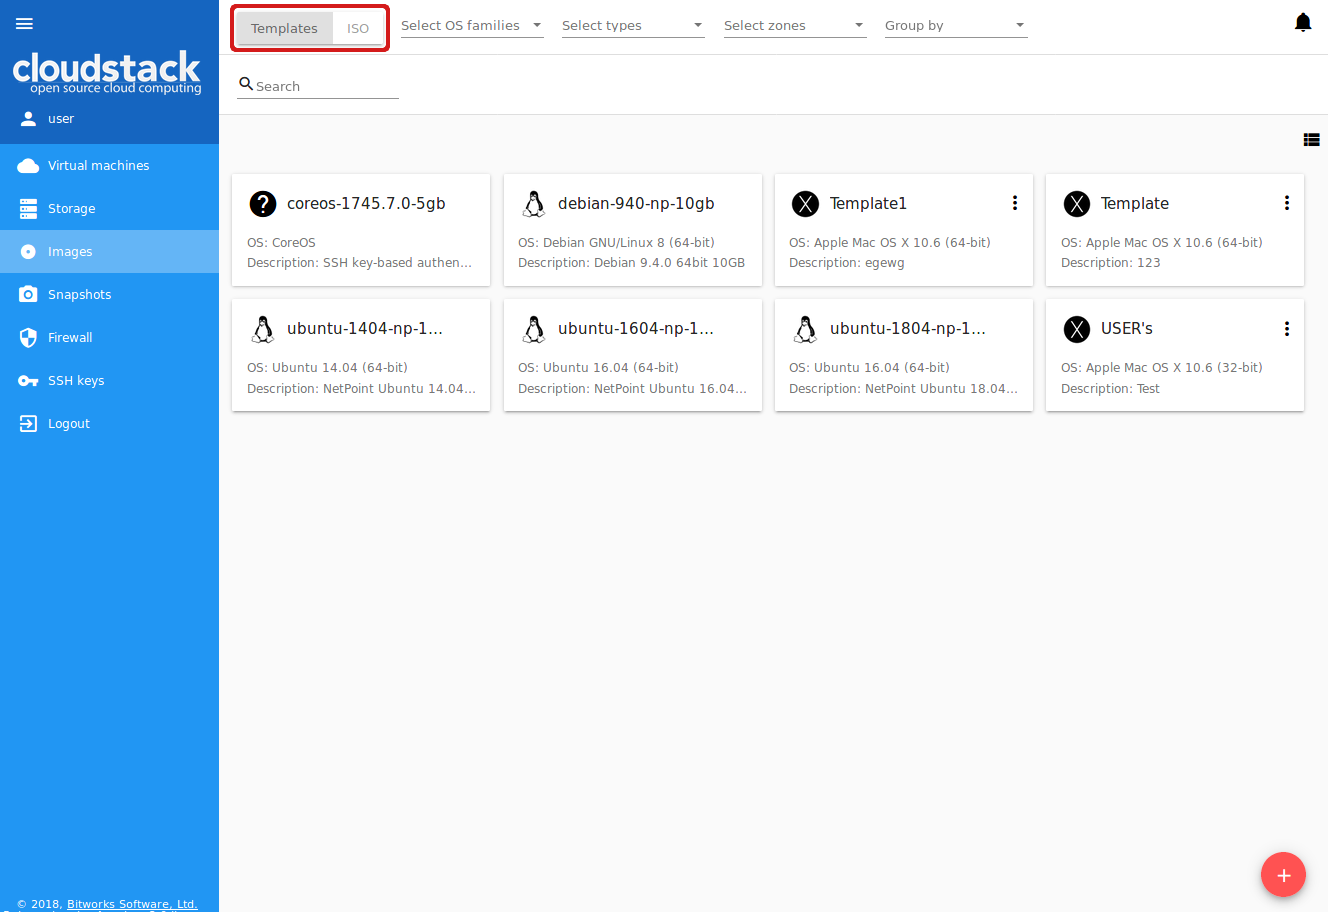 Templates ISO Select OS families Select types Select zones Group by
cloudstack
open source cloud computing
user
Virtual machines
Storage
Images
Snapshots
Firewall
SSH keys
Logout
Search
coreos-1745.7.0-5gb
OS: CoreOS
Description: SSH key-based authen...
debian-940-np-10gb
OS: Debian GNU/Linux 8 (64-bit)
Description: Debian 9.4.0 64bit 10GB
Template1
OS: Apple Mac OS X 10.6 (64-bit)
Description: egewg
Template
OS: Apple Mac OS X 10.6 (64-bit)
Description: 123
ubuntu-1404-np-1...
OS: Ubuntu 14.04 (64-bit)
Description: NetPoint Ubuntu 14.04...
ubuntu-1604-np-1...
OS: Ubuntu 16.04 (64-bit)
Description: NetPoint Ubuntu 16.04...
ubuntu-1804-np-1...
OS: Ubuntu 16.04 (64-bit)
Description: NetPoint Ubuntu 18.04...
USER's
OS: Apple Mac OS X 10.6 (32-bit)
Description: Test
© 2018, Bitworks Software, Ltd.